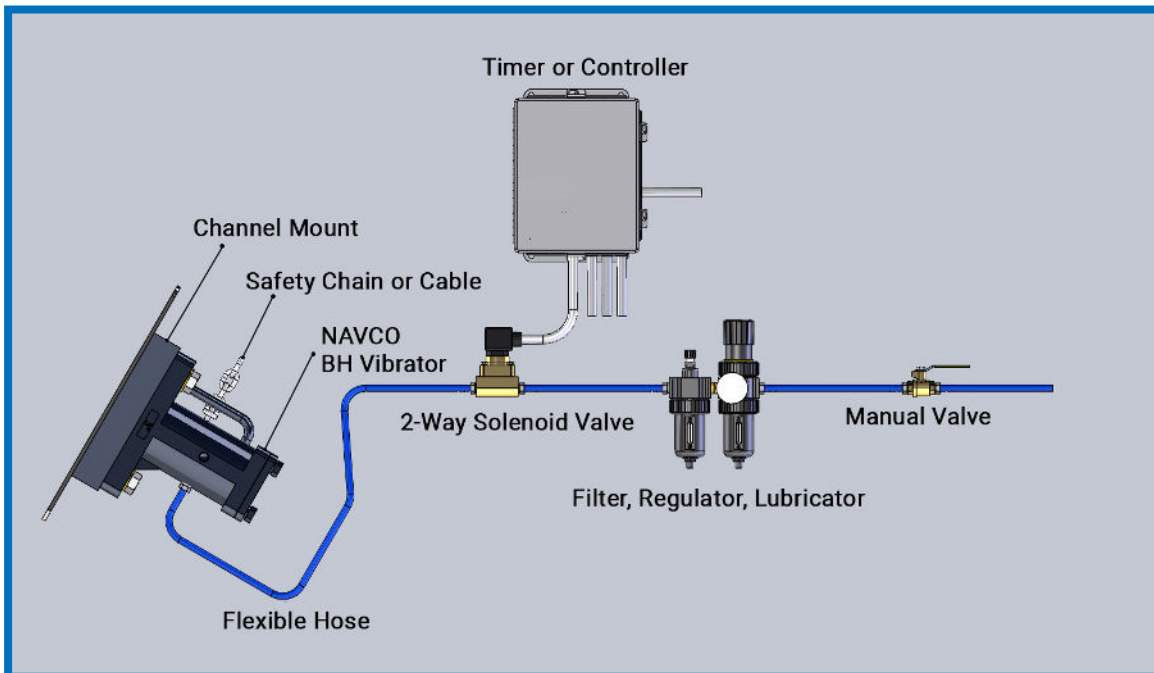 Timer or Controller
Channel Mount
Safety Chain or Cable
NAVCO
BH Vibrator
2-Way Solenoid Valve
Manual Valve
Filter, Regulator, Lubricator
Flexible Hose